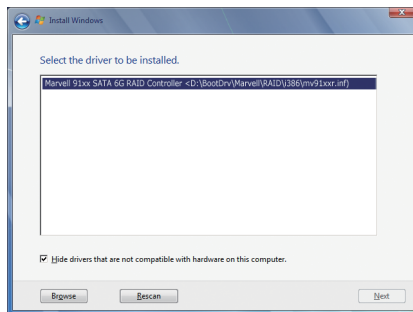 Install Windows
Select the driver to be installed.
Marvell 91xx SATA 6G RAID Controller <D:\BootDrv\Marvell\RAID\i386\mv91xxr.inf)
Hide drivers that are not compatible with hardware on this computer.
Browse
Rescan
Next